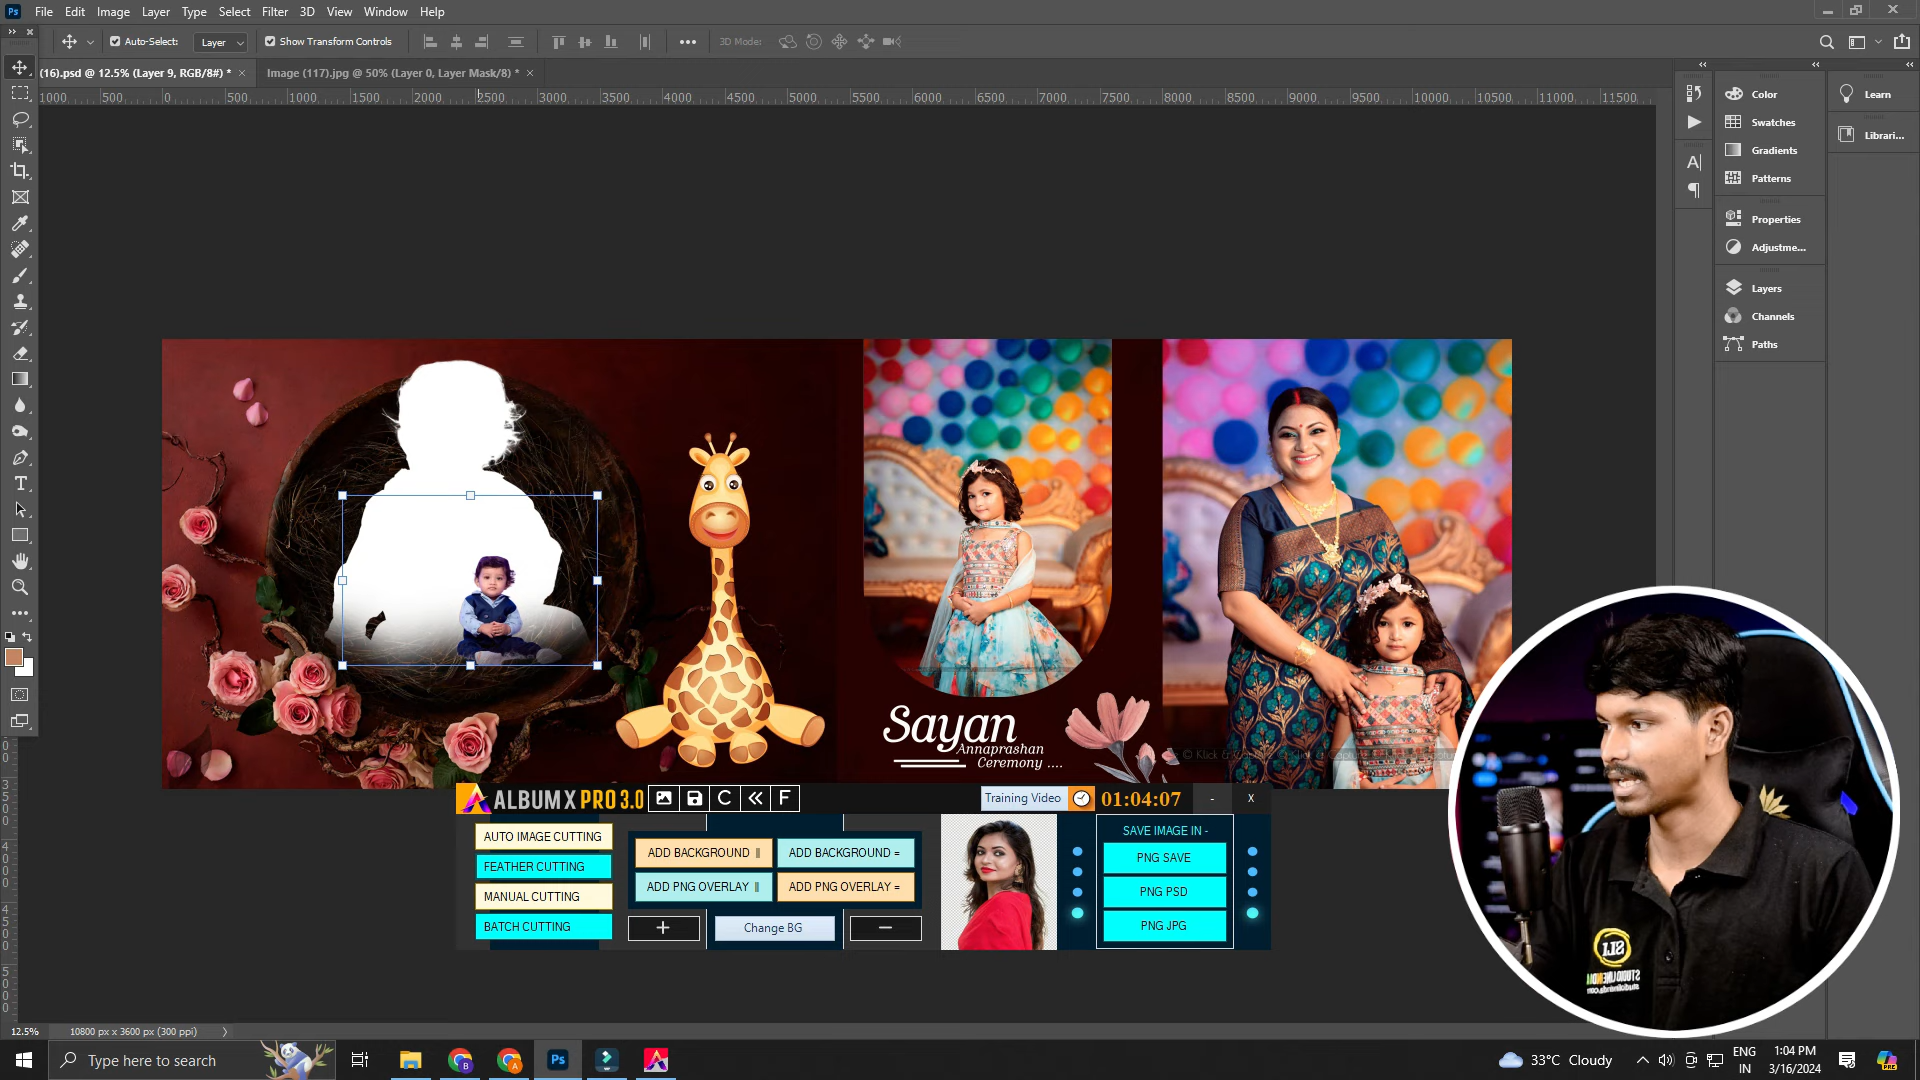 Ps File Edit Image Layer Type Select Filter 3D View Window Help
Auto-Select: Layer Show Transform Controls 3D Mode:
(16).psd @ 12.5% (Layer 9, RGB/8#) * × Image (117).jpg @ 50% (Layer 0, Layer Mask/8) * ×
1000 500 0 500 1000 1500 2000 2500 3000 3500 4000 4500 5000 5500 6000 6500 7000 7500 8000 8500 9000 9500 10000 10500 11000 11500
Color
Swatches
Gradients
Patterns
Properties
Adjustme...
Layers
Channels
Paths
Learn
Librari...
Sayan
Annaprashan
Ceremony ....
ALBUM X PRO 3.0 C F Training Video 01:04:07 - X
AUTO IMAGE CUTTING
FEATHER CUTTING
MANUAL CUTTING
BATCH CUTTING
ADD BACKGROUND || ADD BACKGROUND =
ADD PNG OVERLAY || ADD PNG OVERLAY =
+ Change BG −
SAVE IMAGE IN -
PNG SAVE
PNG PSD
PNG JPG
12.5% 10800 px x 3600 px (300 ppi)
Type here to search
33°C Cloudy
ENG
IN
1:04 PM
3/16/2024